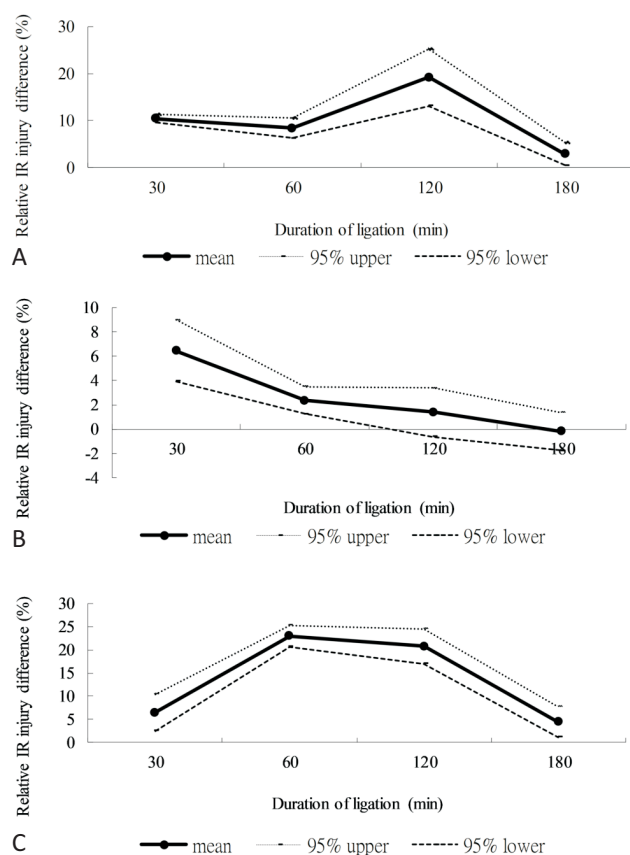 Relative IR injury difference (%)
30
20
10
0
30 60 120 180
Duration of ligation (min)
A
mean 95% upper 95% lower
Relative IR injury difference (%)
10
8
6
4
2
0
-2
-4
30 60 120 180
Duration of ligation (min)
B
mean 95% upper 95% lower
Relative IR injury difference (%)
30
25
20
15
10
5
0
30 60 120 180
Duration of ligation (min)
C
mean 95% upper 95% lower